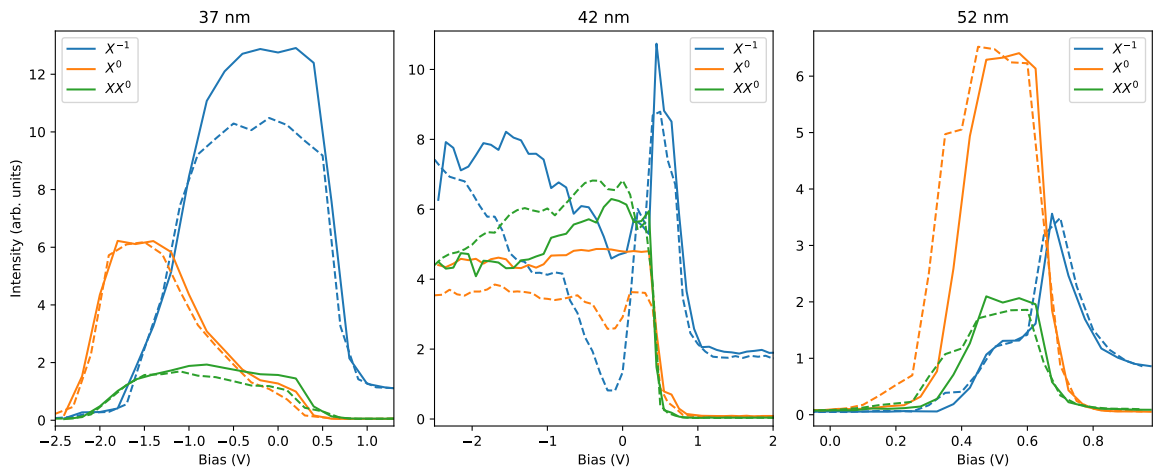 37 nm
42 nm
52 nm
Intensity (arb. units)
X⁻¹
X⁰
XX⁰
0
2
4
6
8
10
12
−2.5
−2.0
−1.5
−1.0
−0.5
0.0
0.5
1.0
Bias (V)
X⁻¹
X⁰
XX⁰
0
2
4
6
8
10
−2
−1
0
1
2
Bias (V)
X⁻¹
X⁰
XX⁰
0
1
2
3
4
5
6
0.0
0.2
0.4
0.6
0.8
Bias (V)